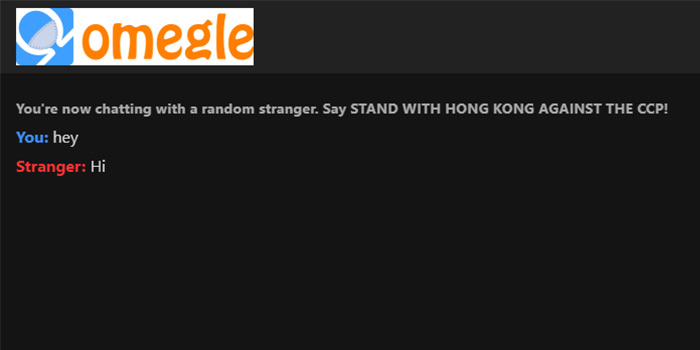 omegle
You're now chatting with a random stranger. Say STAND WITH HONG KONG AGAINST THE CCP!
You: hey
Stranger: Hi